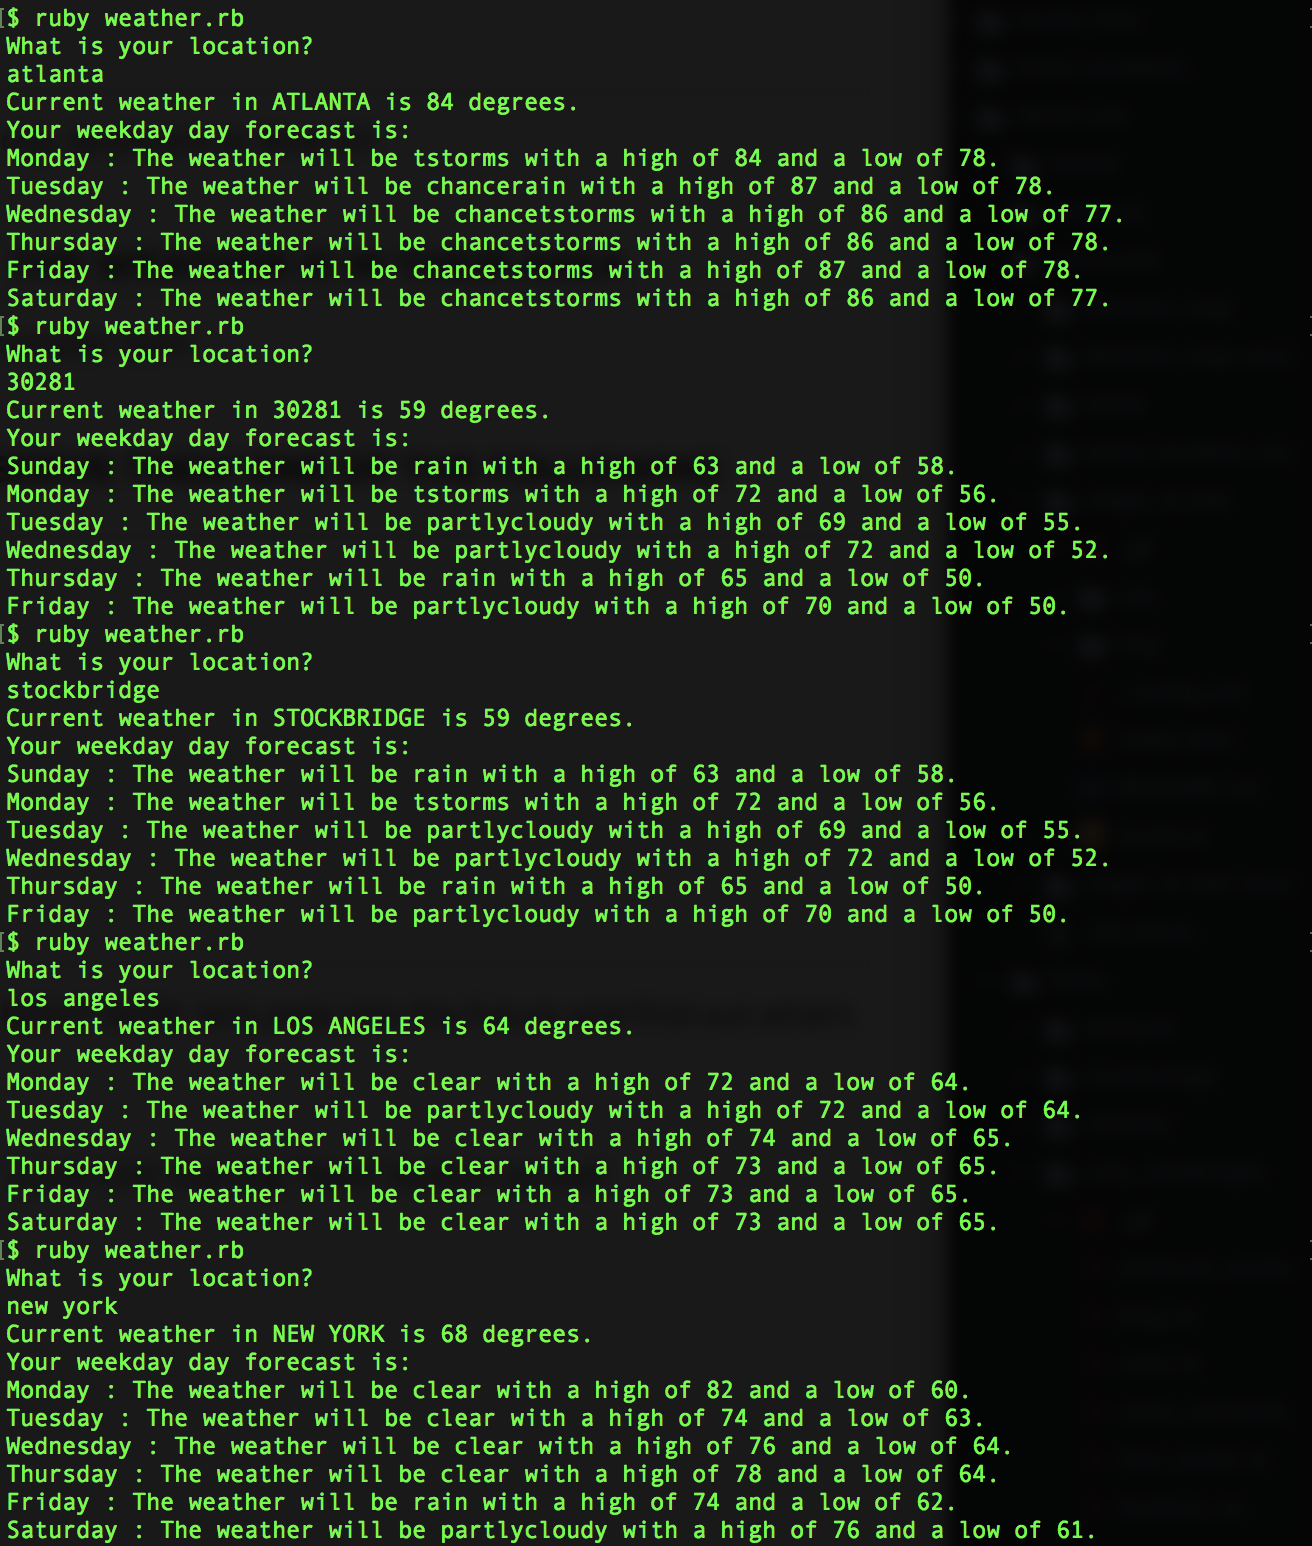 $ ruby weather.rb
What is your location?
atlanta
Current weather in ATLANTA is 84 degrees.
Your weekday day forecast is:
Monday : The weather will be tstorms with a high of 84 and a low of 78.
Tuesday : The weather will be chancerain with a high of 87 and a low of 78.
Wednesday : The weather will be chancetstorms with a high of 86 and a low of 77.
Thursday : The weather will be chancetstorms with a high of 86 and a low of 78.
Friday : The weather will be chancetstorms with a high of 87 and a low of 78.
Saturday : The weather will be chancetstorms with a high of 86 and a low of 77.
$ ruby weather.rb
What is your location?
30281
Current weather in 30281 is 59 degrees.
Your weekday day forecast is:
Sunday : The weather will be rain with a high of 63 and a low of 58.
Monday : The weather will be tstorms with a high of 72 and a low of 56.
Tuesday : The weather will be partlycloudy with a high of 69 and a low of 55.
Wednesday : The weather will be partlycloudy with a high of 72 and a low of 52.
Thursday : The weather will be rain with a high of 65 and a low of 50.
Friday : The weather will be partlycloudy with a high of 70 and a low of 50.
$ ruby weather.rb
What is your location?
stockbridge
Current weather in STOCKBRIDGE is 59 degrees.
Your weekday day forecast is:
Sunday : The weather will be rain with a high of 63 and a low of 58.
Monday : The weather will be tstorms with a high of 72 and a low of 56.
Tuesday : The weather will be partlycloudy with a high of 69 and a low of 55.
Wednesday : The weather will be partlycloudy with a high of 72 and a low of 52.
Thursday : The weather will be rain with a high of 65 and a low of 50.
Friday : The weather will be partlycloudy with a high of 70 and a low of 50.
$ ruby weather.rb
What is your location?
los angeles
Current weather in LOS ANGELES is 64 degrees.
Your weekday day forecast is:
Monday : The weather will be clear with a high of 72 and a low of 64.
Tuesday : The weather will be partlycloudy with a high of 72 and a low of 64.
Wednesday : The weather will be clear with a high of 74 and a low of 65.
Thursday : The weather will be clear with a high of 73 and a low of 65.
Friday : The weather will be clear with a high of 73 and a low of 65.
Saturday : The weather will be clear with a high of 73 and a low of 65.
$ ruby weather.rb
What is your location?
new york
Current weather in NEW YORK is 68 degrees.
Your weekday day forecast is:
Monday : The weather will be clear with a high of 82 and a low of 60.
Tuesday : The weather will be clear with a high of 74 and a low of 63.
Wednesday : The weather will be clear with a high of 76 and a low of 64.
Thursday : The weather will be clear with a high of 78 and a low of 64.
Friday : The weather will be rain with a high of 74 and a low of 62.
Saturday : The weather will be partlycloudy with a high of 76 and a low of 61.